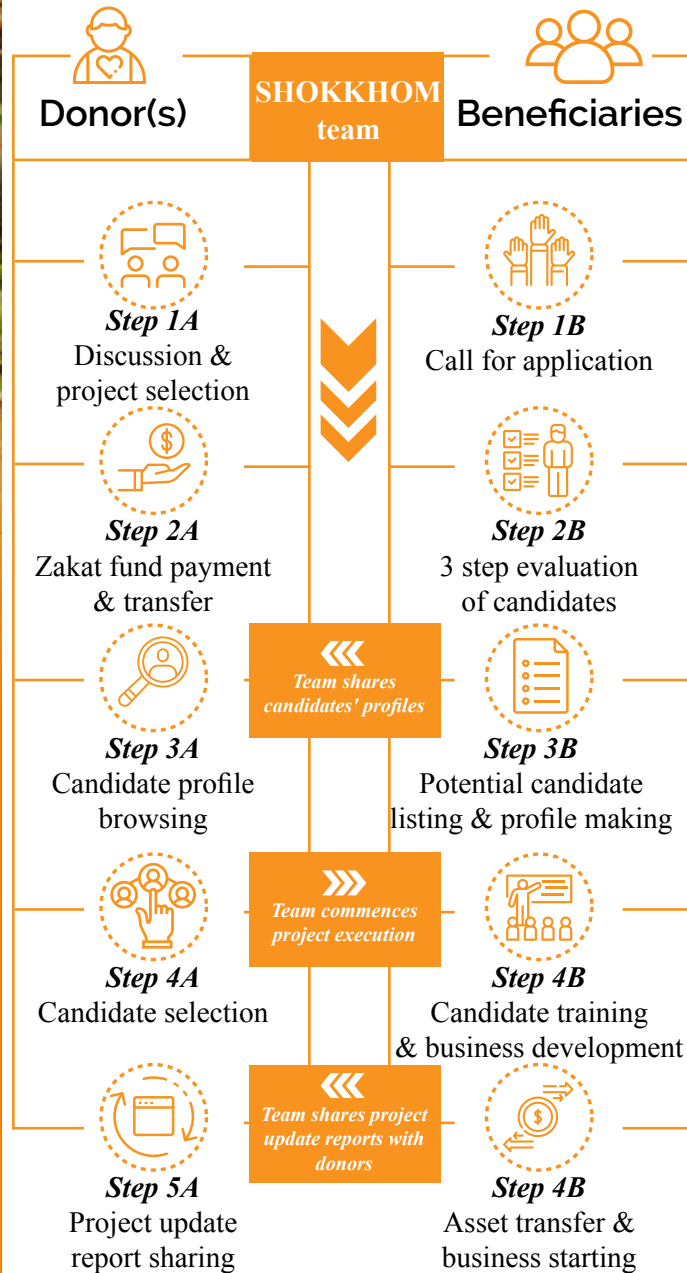 Donor(s)
SHOKKHOM
team
Beneficiaries
Step 1A
Discussion &
project selection
Step 1B
Call for application
Step 2A
Zakat fund payment
& transfer
Step 2B
3 step evaluation
of candidates
Team shares
candidates' profiles
Step 3A
Candidate profile
browsing
Step 3B
Potential candidate
listing & profile making
Team commences
project execution
Step 4A
Candidate selection
Step 4B
Candidate training
& business development
Team shares project
update reports with
donors
Step 5A
Project update
report sharing
Step 4B
Asset transfer &
business starting